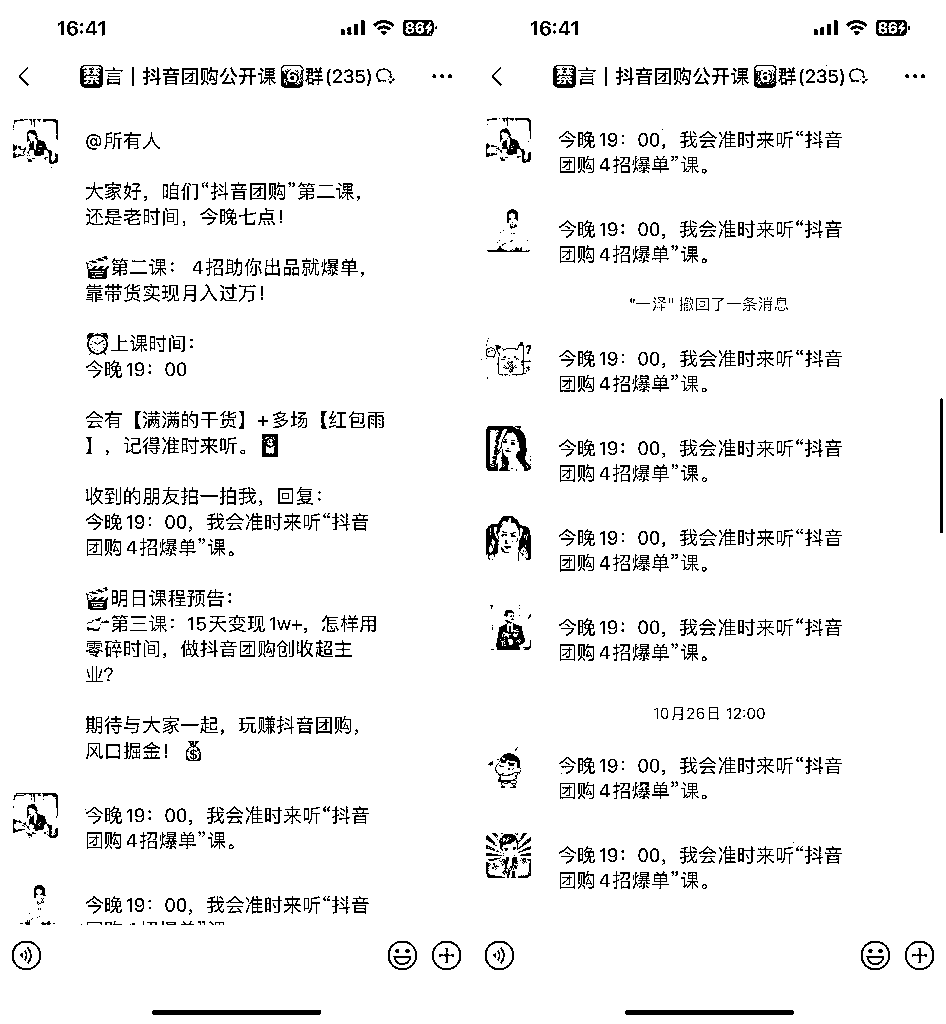 16:41
86
禁言｜抖音团购公开课⑥群(235)
@所有人
大家好，咱们“抖音团购”第二课，
还是老时间，今晚七点！
🎬第二课： 4招助你出品就爆单，
靠带货实现月入过万！
⏰上课时间：
今晚19：00
会有【满满的干货】+多场【红包雨
】，记得准时来听。🧧
收到的朋友拍一拍我，回复：
今晚19：00，我会准时来听“抖音
团购4招爆单”课。
🎬明日课程预告：
👉第三课：15天变现1w+，怎样用
零碎时间，做抖音团购创收超主
业？
期待与大家一起，玩赚抖音团购，
风口掘金！💰
今晚19：00，我会准时来听“抖音
团购4招爆单”课。
今晚19：00，我会准时来听“抖音
16:41
86
禁言｜抖音团购公开课⑥群(235)
今晚19：00，我会准时来听“抖音
团购4招爆单”课。
今晚19：00，我会准时来听“抖音
团购4招爆单”课。
"一泽" 撤回了一条消息
今晚19：00，我会准时来听“抖音
团购4招爆单”课。
今晚19：00，我会准时来听“抖音
团购4招爆单”课。
今晚19：00，我会准时来听“抖音
团购4招爆单”课。
今晚19：00，我会准时来听“抖音
团购4招爆单”课。
10月26日 12:00
今晚19：00，我会准时来听“抖音
团购4招爆单”课。
今晚19：00，我会准时来听“抖音
团购4招爆单”课。